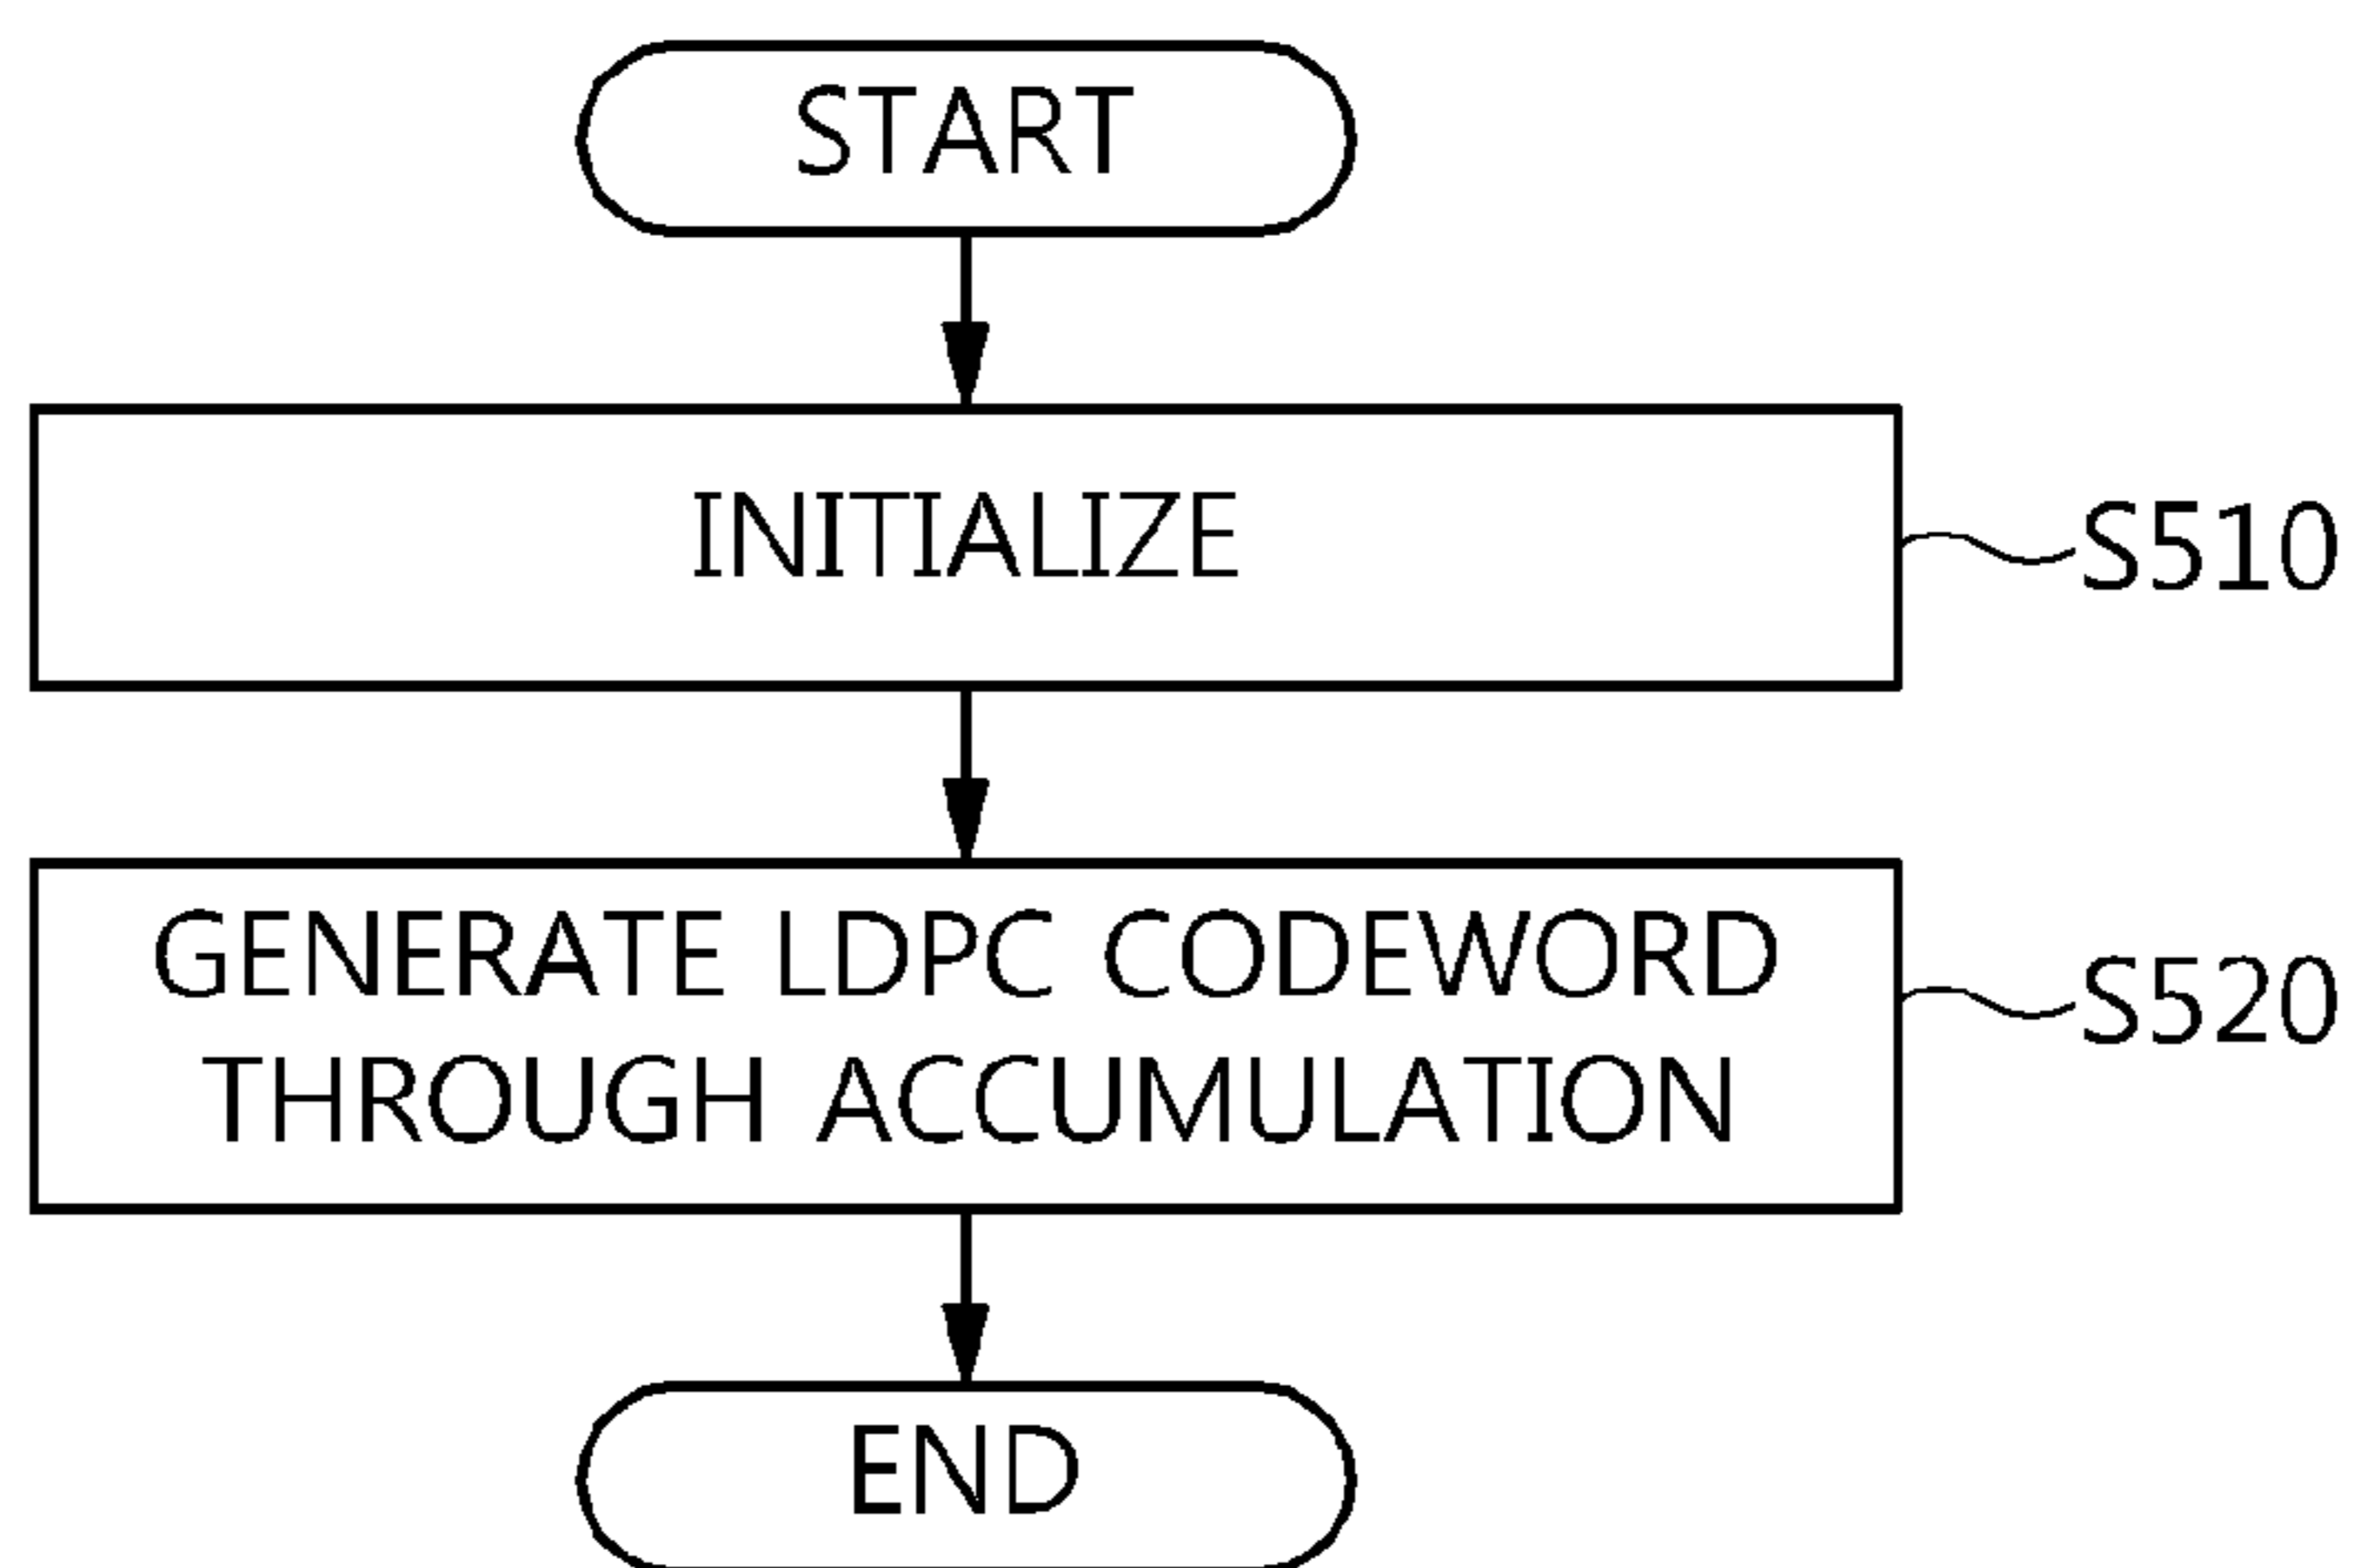 START
INITIALIZE
S510
GENERATE LDPC CODEWORD
THROUGH ACCUMULATION
S520
END